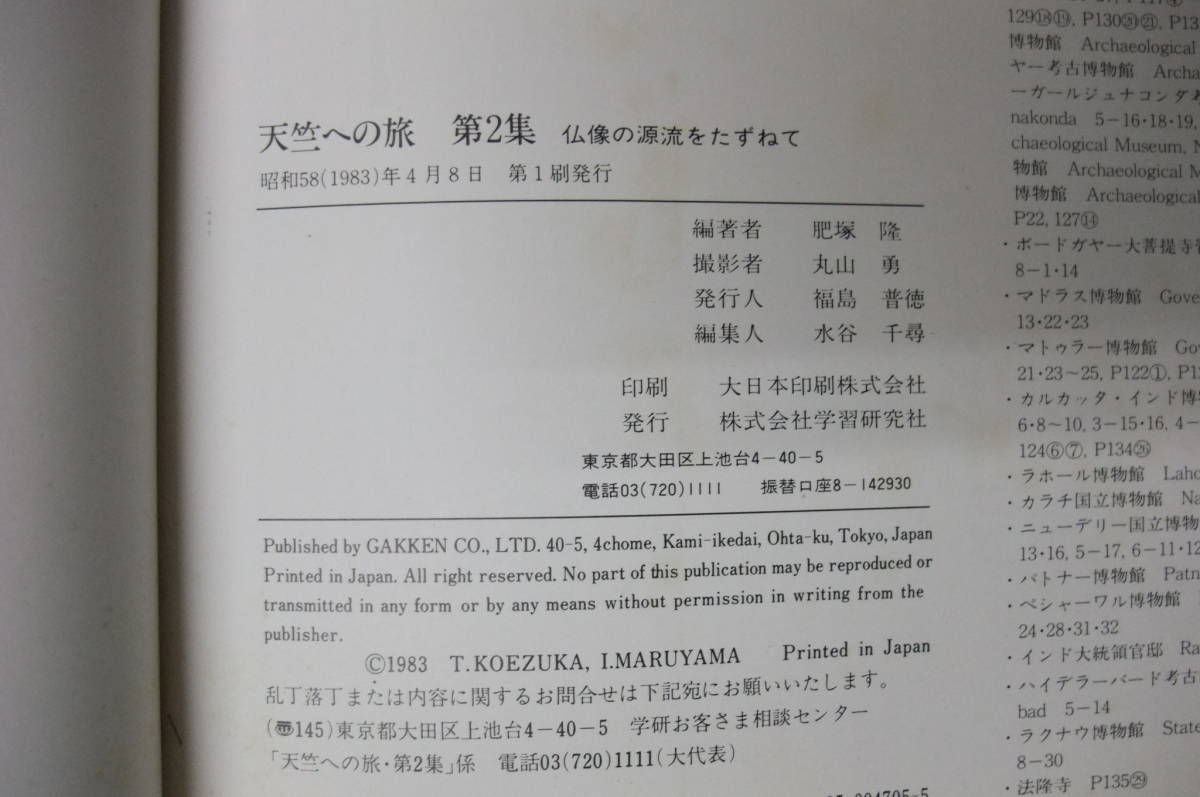 天竺への旅　第2集　仏像の源流をたずねて
昭和58(1983)年4月8日　第1刷発行
編著者　肥塚　隆
撮影者　丸山　勇
発行人　福島　普徳
編集人　水谷　千尋
印刷　大日本印刷株式会社
発行　株式会社学習研究社
東京都大田区上池台4−40−5
電話03(720)1111　振替口座8−142930
Published by GAKKEN CO., LTD. 40-5, 4chome, Kami-ikedai, Ohta-ku, Tokyo, Japan
Printed in Japan. All right reserved. No part of this publication may be reproduced or
transmitted in any form or by any means without permission in writing from the
publisher.
©1983　T.KOEZUKA, I.MARUYAMA　Printed in Japan
乱丁落丁または内容に関するお問合せは下記宛にお願いいたします。
(〠145)東京都大田区上池台4−40−5　学研お客さま相談センター
「天竺への旅・第2集」係　電話03(720)1111(大代表)
129⑱⑲, P130⑳㉑, P13
博物館　Archaeological
ヤー考古博物館　Archa
ーガールジュナコンダ考
nakonda　5−16・18・19,
chaeological Museum, N
物館　Archaeological M
博物館　Archaeological
P22, 127⑭
・ボードガヤー大菩提寺
8−1・14
・マドラス博物館　Gove
13・22・23
・マトゥラー博物館　Gov
21・23〜25, P122①, P1
・カルカッタ・インド博物
6・8〜10, 3−15・16, 4−
124⑥⑦, P134㉖
・ラホール博物館　Laho
・カラチ国立博物館　Na
・ニューデリー国立博物
13・16, 5−17, 6−11・12
・パトナー博物館　Patn
・ペシャーワル博物館
24・28・31・32
・インド大統領官邸　Ra
・ハイデラーバード考古
bad　5−14
・ラクナウ博物館　State
8−30
・法隆寺　P135㉙